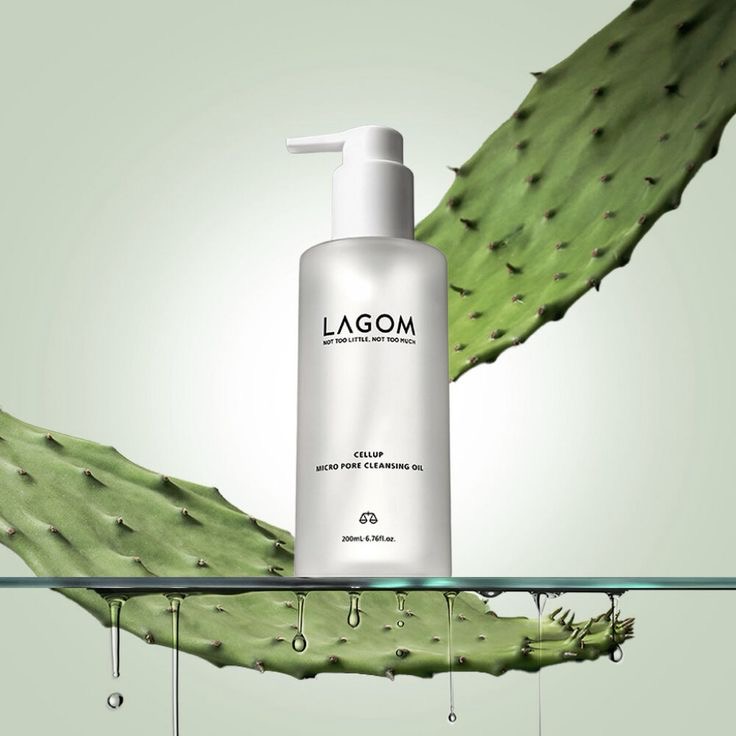 LAGOM
NOT TOO LITTLE, NOT TOO MUCH
CELLUP
MICRO PORE CLEANSING OIL
200mL·6.76fl.oz.